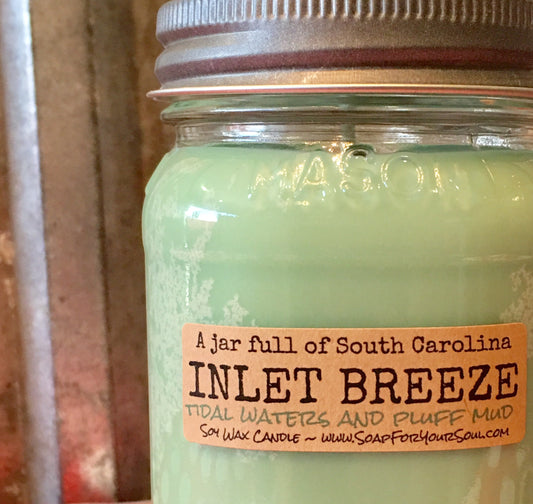 MASON
A jar full of South Carolina
INLET BREEZE
TIDAL WATERS AND PLUFF MUD
SOY WAX CANDLE ~ WWW.SOAPFORYOURSOUL.COM